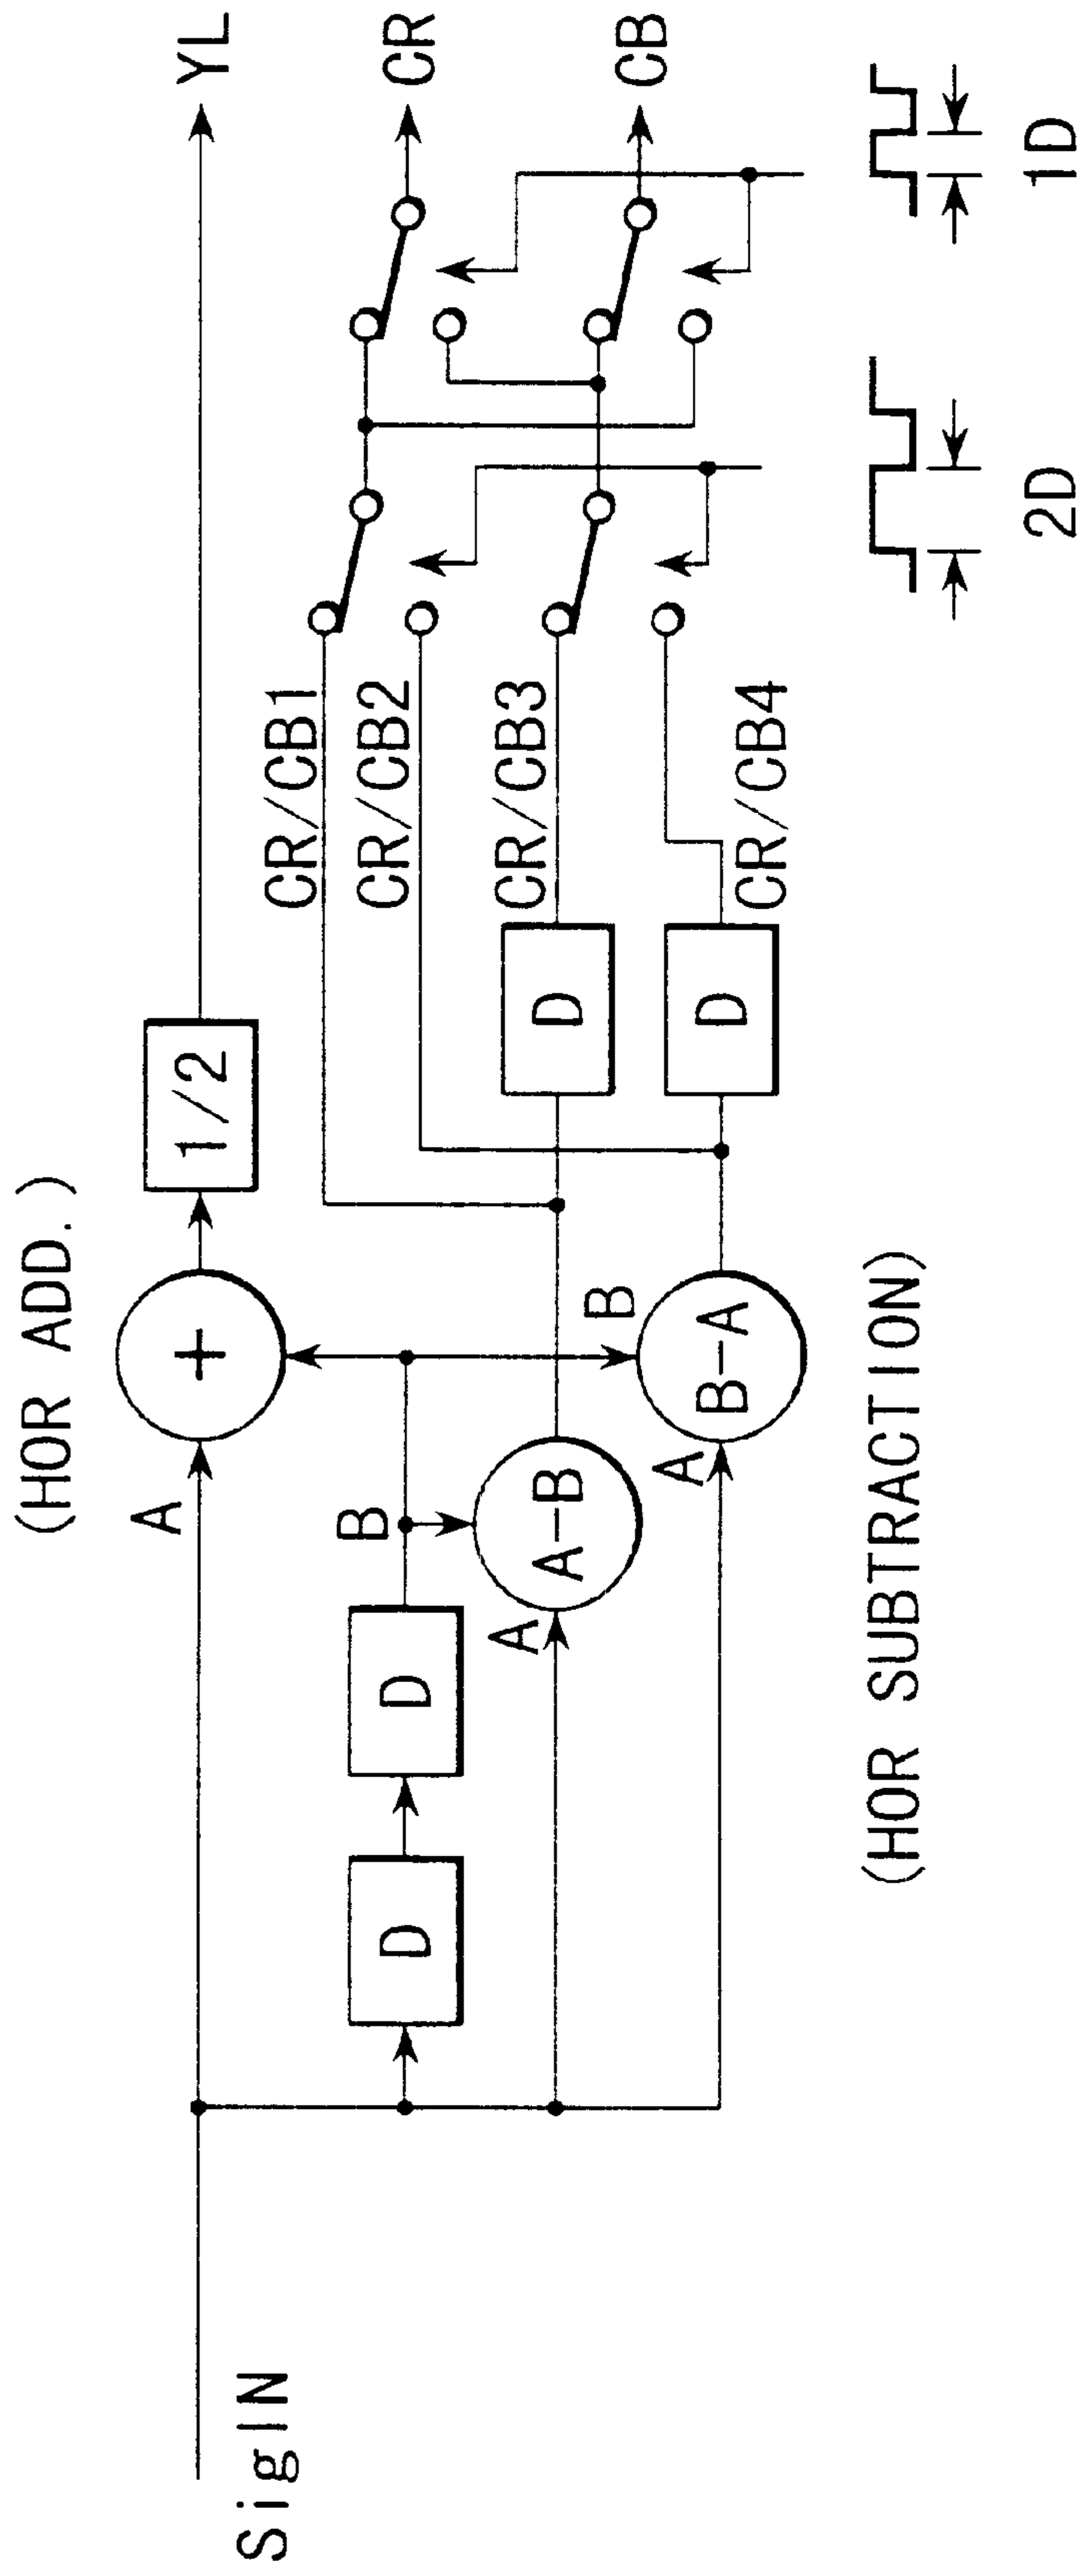 (HOR ADD.)
A
+
1/2
YL
SigIN
D
D
B
A
A-B
A
B
B-A
CR/CB1
CR/CB2
D
CR/CB3
D
CR/CB4
CR
CB
(HOR SUBTRACTION)
2D
1D